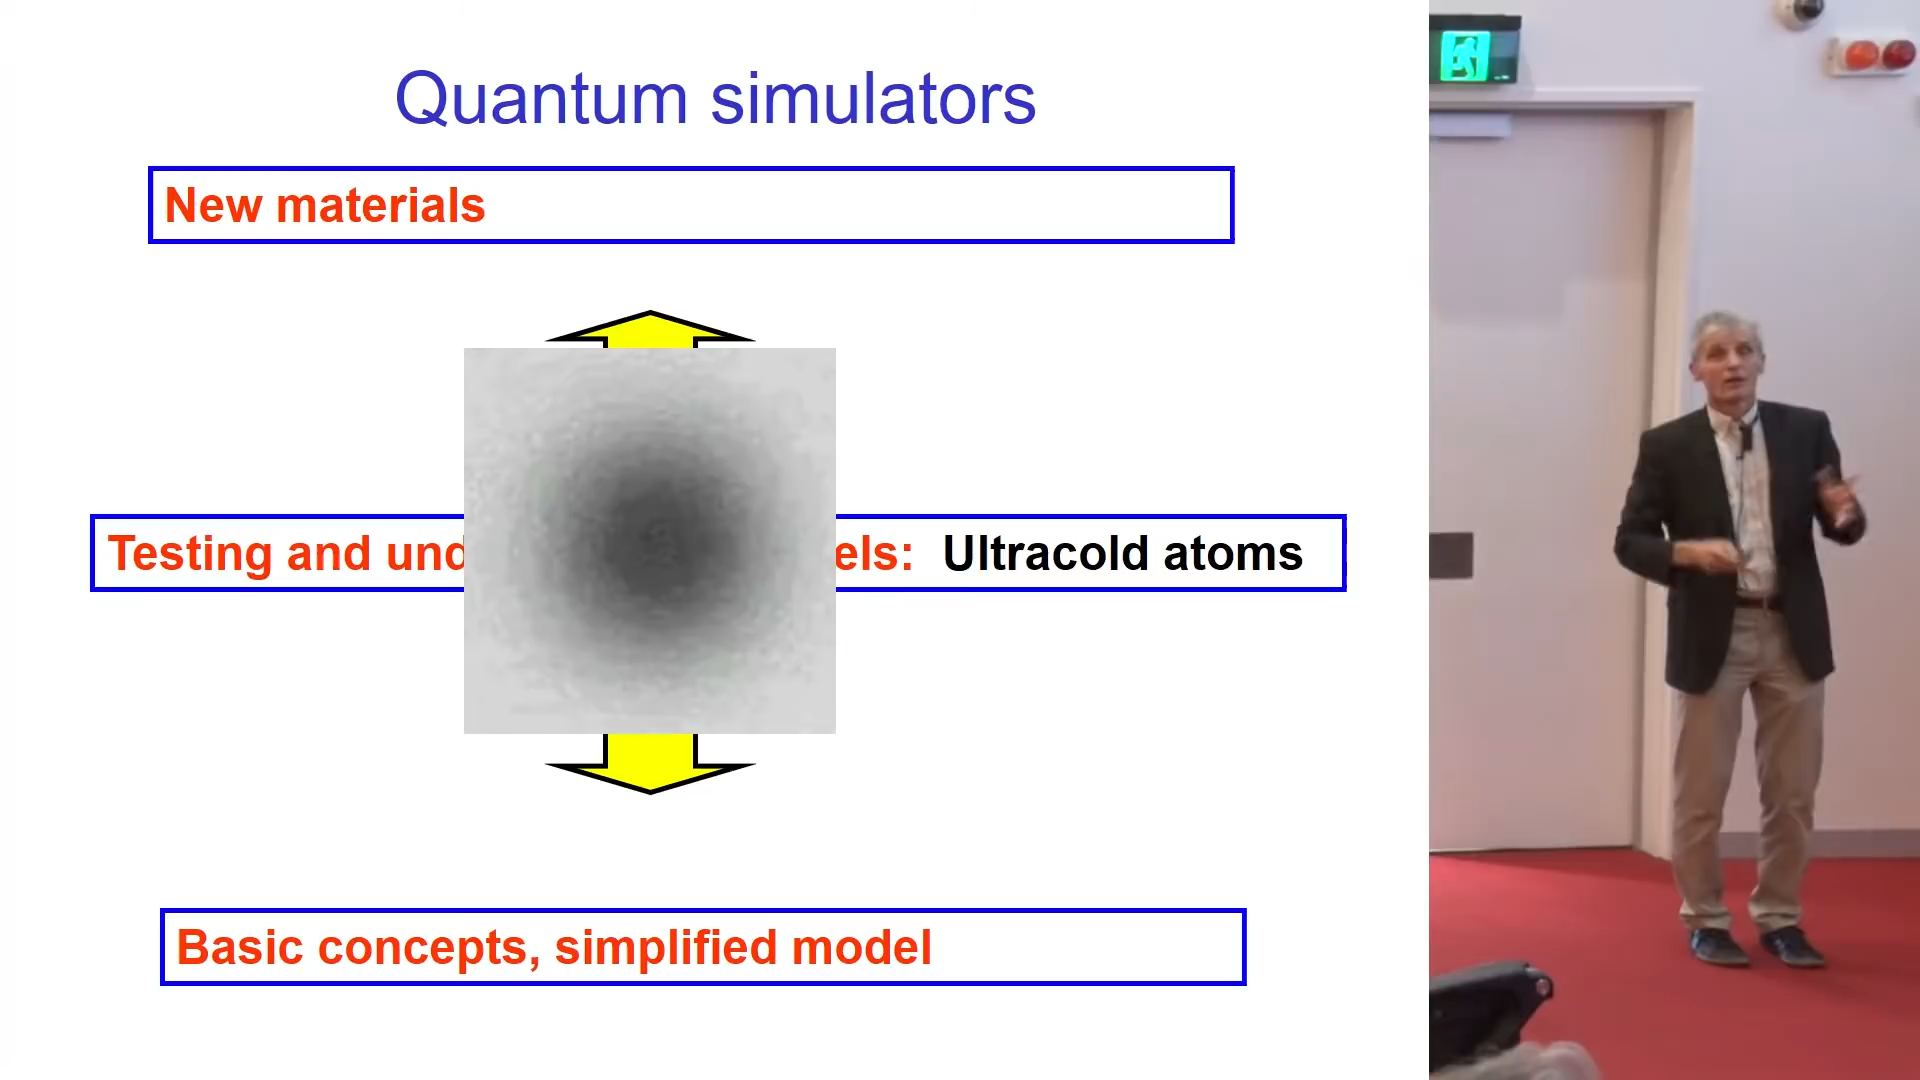 Quantum simulators
New materials
Testing and und els: Ultracold atoms
Basic concepts, simplified model